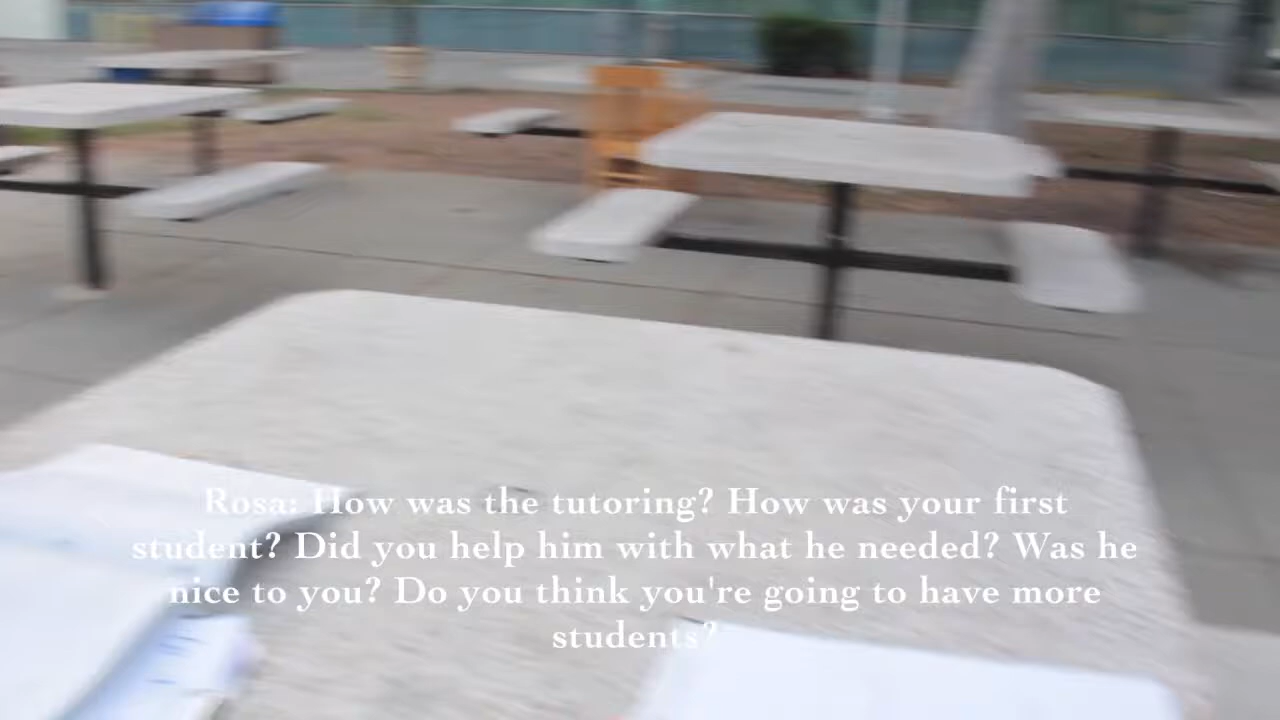 Rosa: How was the tutoring? How was your first
student? Did you help him with what he needed? Was he
nice to you? Do you think you're going to have more
students?